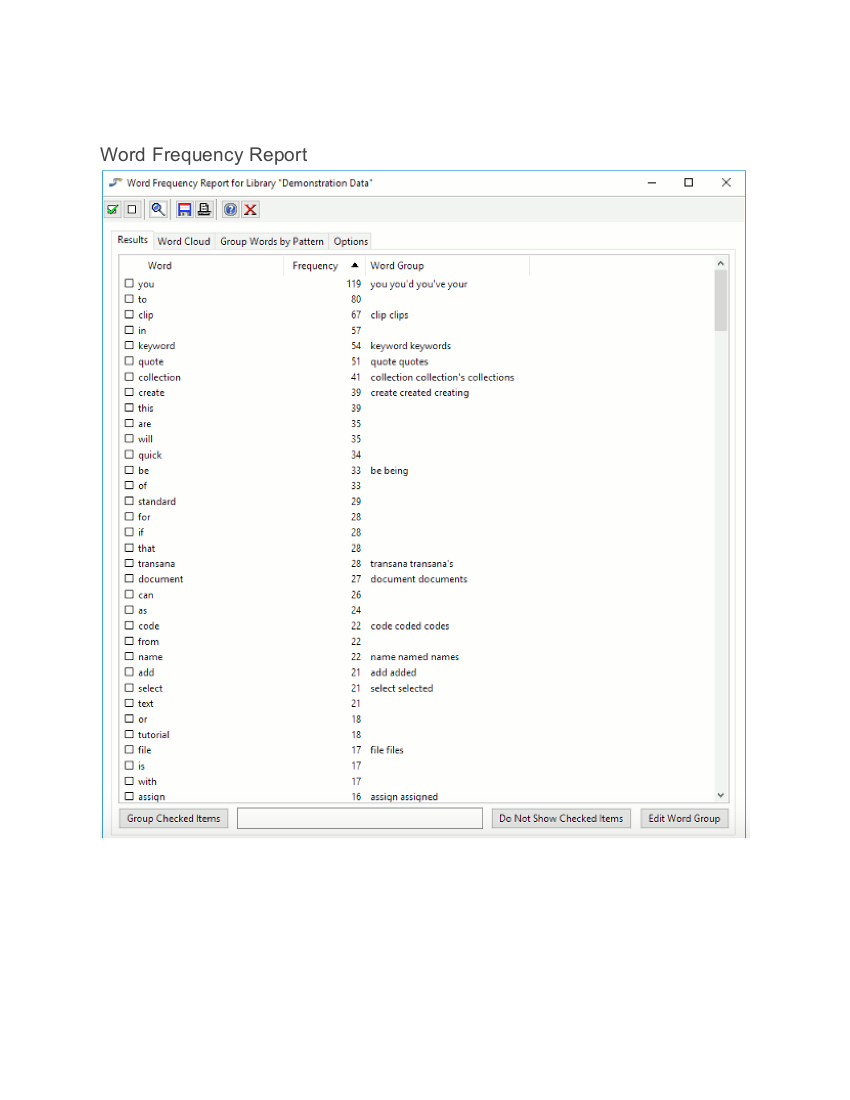 Word Frequency Report
Word Frequency Report for Library "Demonstration Data"
Results Word Cloud Group Words by Pattern Options
Word Frequency Word Group
you 119 you you'd you've your
to 80
clip 67 clip clips
in 57
keyword 54 keyword keywords
quote 51 quote quotes
collection 41 collection collection's collections
create 39 create created creating
this 39
are 35
will 35
quick 34
be 33 be being
of 33
standard 29
for 28
if 28
that 28
transana 28 transana transana's
document 27 document documents
can 26
as 24
code 22 code coded codes
from 22
name 22 name named names
add 21 add added
select 21 select selected
text 21
or 18
tutorial 18
file 17 file files
is 17
with 17
assign 16 assign assigned
Group Checked Items Do Not Show Checked Items Edit Word Group